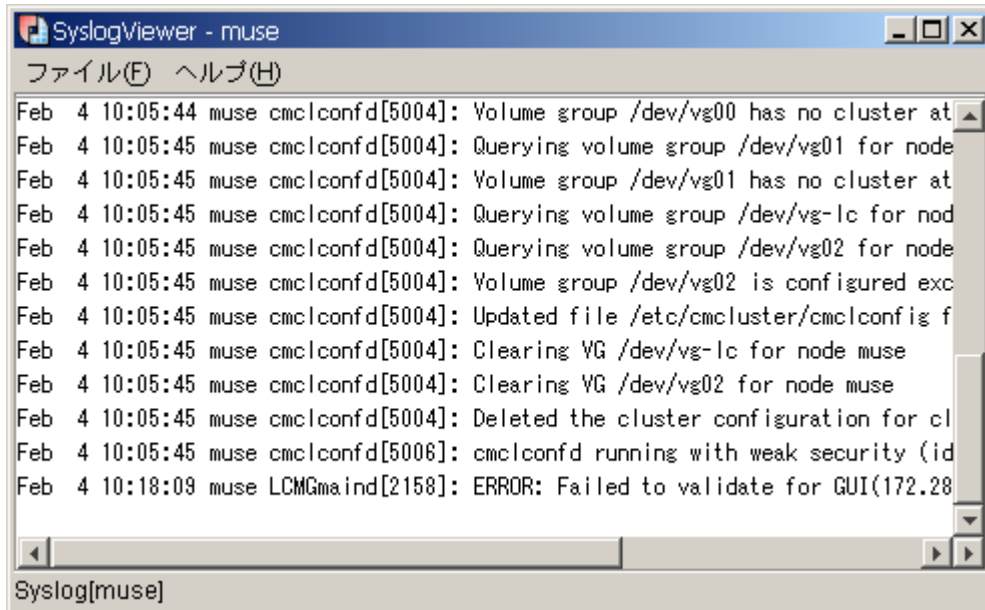 SyslogViewer - muse
ファイル(F) ヘルプ(H)
Feb  4 10:05:44 muse cmclconfd[5004]: Volume group /dev/vg00 has no cluster at
Feb  4 10:05:45 muse cmclconfd[5004]: Querying volume group /dev/vg01 for node
Feb  4 10:05:45 muse cmclconfd[5004]: Volume group /dev/vg01 has no cluster at
Feb  4 10:05:45 muse cmclconfd[5004]: Querying volume group /dev/vg-lc for nod
Feb  4 10:05:45 muse cmclconfd[5004]: Querying volume group /dev/vg02 for node
Feb  4 10:05:45 muse cmclconfd[5004]: Volume group /dev/vg02 is configured exc
Feb  4 10:05:45 muse cmclconfd[5004]: Updated file /etc/cmcluster/cmclconfig f
Feb  4 10:05:45 muse cmclconfd[5004]: Clearing VG /dev/vg-lc for node muse
Feb  4 10:05:45 muse cmclconfd[5004]: Clearing VG /dev/vg02 for node muse
Feb  4 10:05:45 muse cmclconfd[5004]: Deleted the cluster configuration for cl
Feb  4 10:05:45 muse cmclconfd[5006]: cmclconfd running with weak security (id
Feb  4 10:18:09 muse LCMGmaind[2158]: ERROR: Failed to validate for GUI(172.28
Syslog[muse]